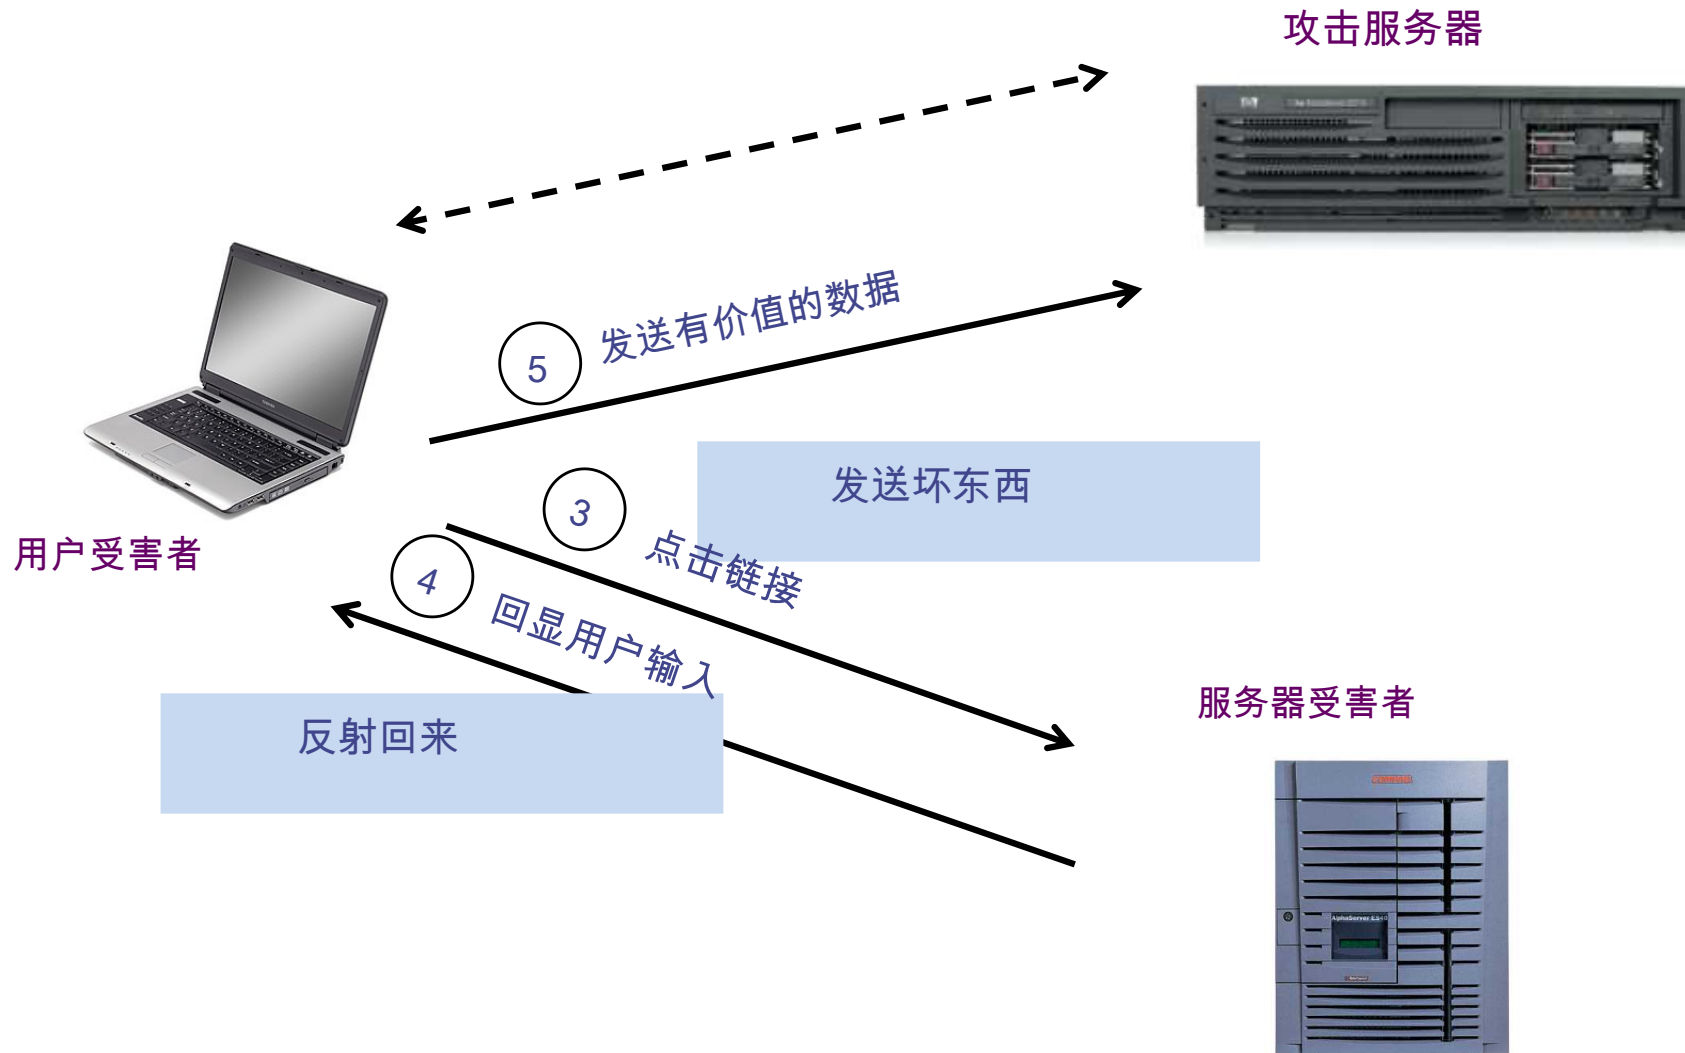 攻击服务器
5
发送有价值的数据
发送坏东西
3
点击链接
用户受害者
4
回显用户输入
服务器受害者
反射回来